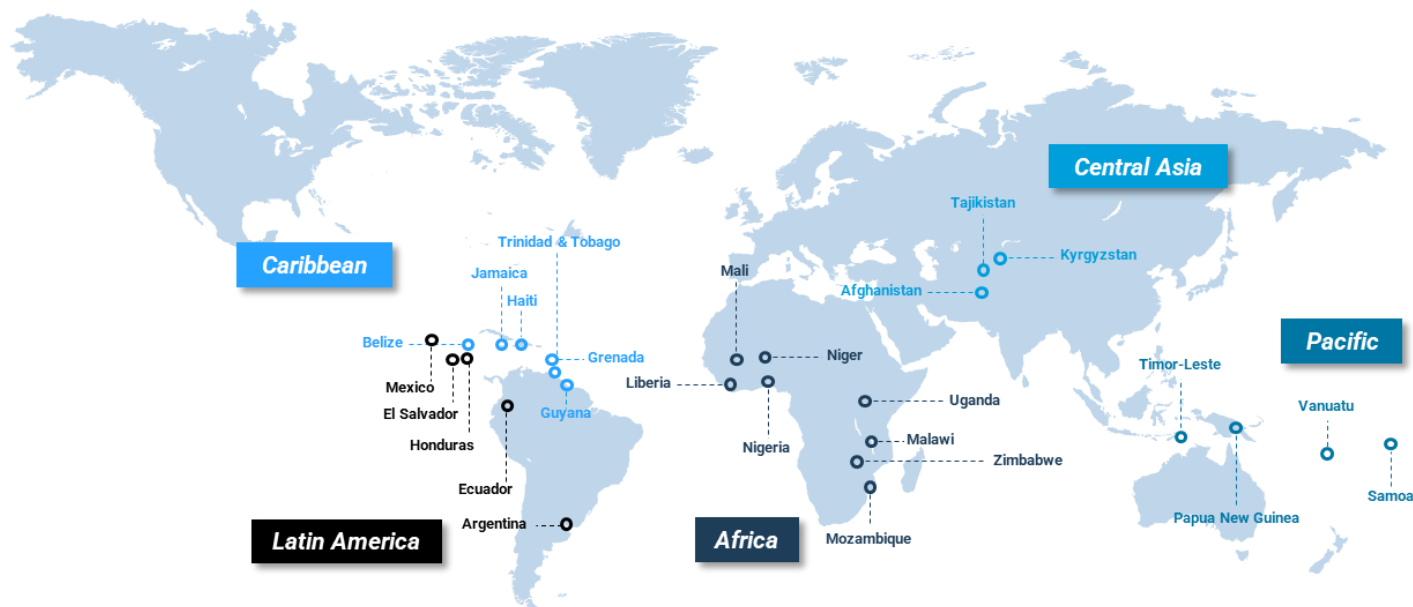 Central Asia
Tajikistan
Kyrgyzstan
Afghanistan
Caribbean
Trinidad & Tobago
Jamaica
Haiti
Belize
Grenada
Guyana
Mexico
El Salvador
Honduras
Ecuador
Argentina
Latin America
Mali
Niger
Liberia
Nigeria
Uganda
Malawi
Zimbabwe
Mozambique
Africa
Pacific
Timor-Leste
Vanuatu
Samoa
Papua New Guinea